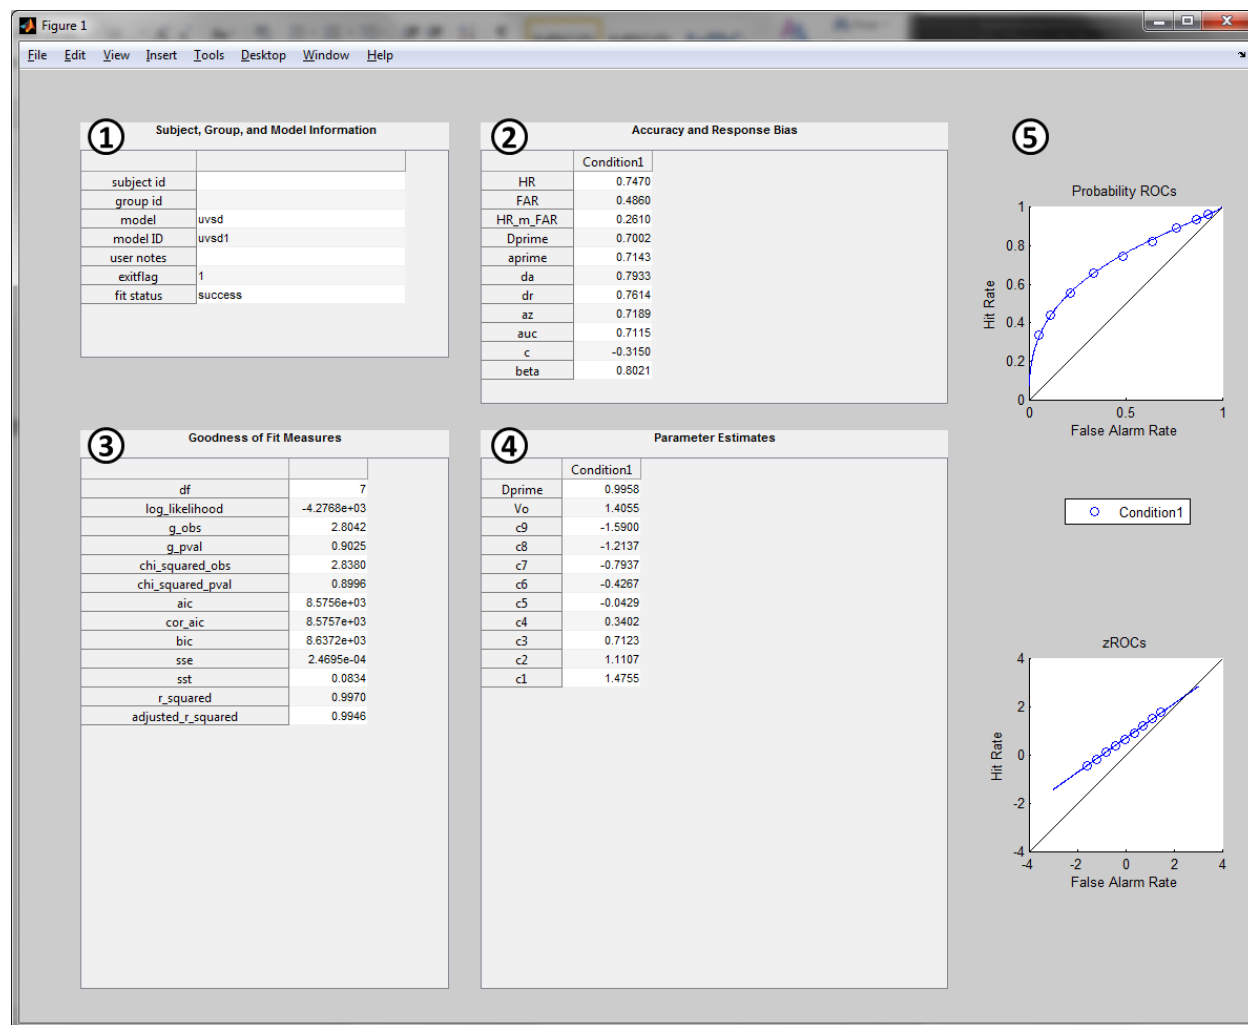 Figure 1
File Edit View Insert Tools Desktop Window Help
① Subject, Group, and Model Information
subject id
group id
model uvsd
model ID uvsd1
user notes
exitflag 1
fit status success
② Accuracy and Response Bias
Condition1
HR 0.7470
FAR 0.4860
HR_m_FAR 0.2610
Dprime 0.7002
aprime 0.7143
da 0.7933
dr 0.7614
az 0.7189
auc 0.7115
c -0.3150
beta 0.8021
③ Goodness of Fit Measures
df 7
log_likelihood -4.2768e+03
g_obs 2.8042
g_pval 0.9025
chi_squared_obs 2.8380
chi_squared_pval 0.8996
aic 8.5756e+03
cor_aic 8.5757e+03
bic 8.6372e+03
sse 2.4695e-04
sst 0.0834
r_squared 0.9970
adjusted_r_squared 0.9946
④ Parameter Estimates
Condition1
Dprime 0.9958
Vo 1.4055
c9 -1.5900
c8 -1.2137
c7 -0.7937
c6 -0.4267
c5 -0.0429
c4 0.3402
c3 0.7123
c2 1.1107
c1 1.4755
⑤
Probability ROCs
1
0.8
0.6
0.4
0.2
0
Hit Rate
0 0.5 1
False Alarm Rate
Condition1
zROCs
4
2
0
-2
-4
Hit Rate
-4 -2 0 2 4
False Alarm Rate